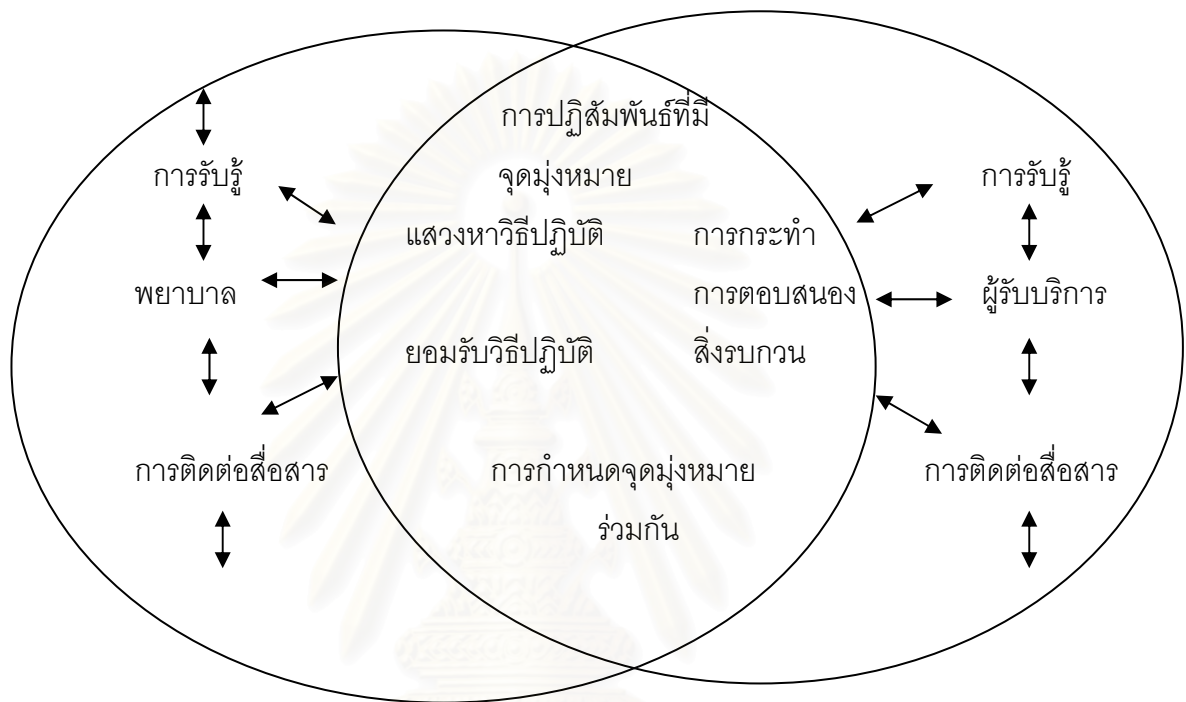 การปฏิสัมพันธ์ที่มี
การรับรู้ จุดมุ่งหมาย การรับรู้
แสวงหาวิธีปฏิบัติ การกระทำ
พยาบาล การตอบสนอง ผู้รับบริการ
ยอมรับวิธีปฏิบัติ สิ่งรบกวน
การติดต่อสื่อสาร การกำหนดจุดมุ่งหมาย การติดต่อสื่อสาร
ร่วมกัน